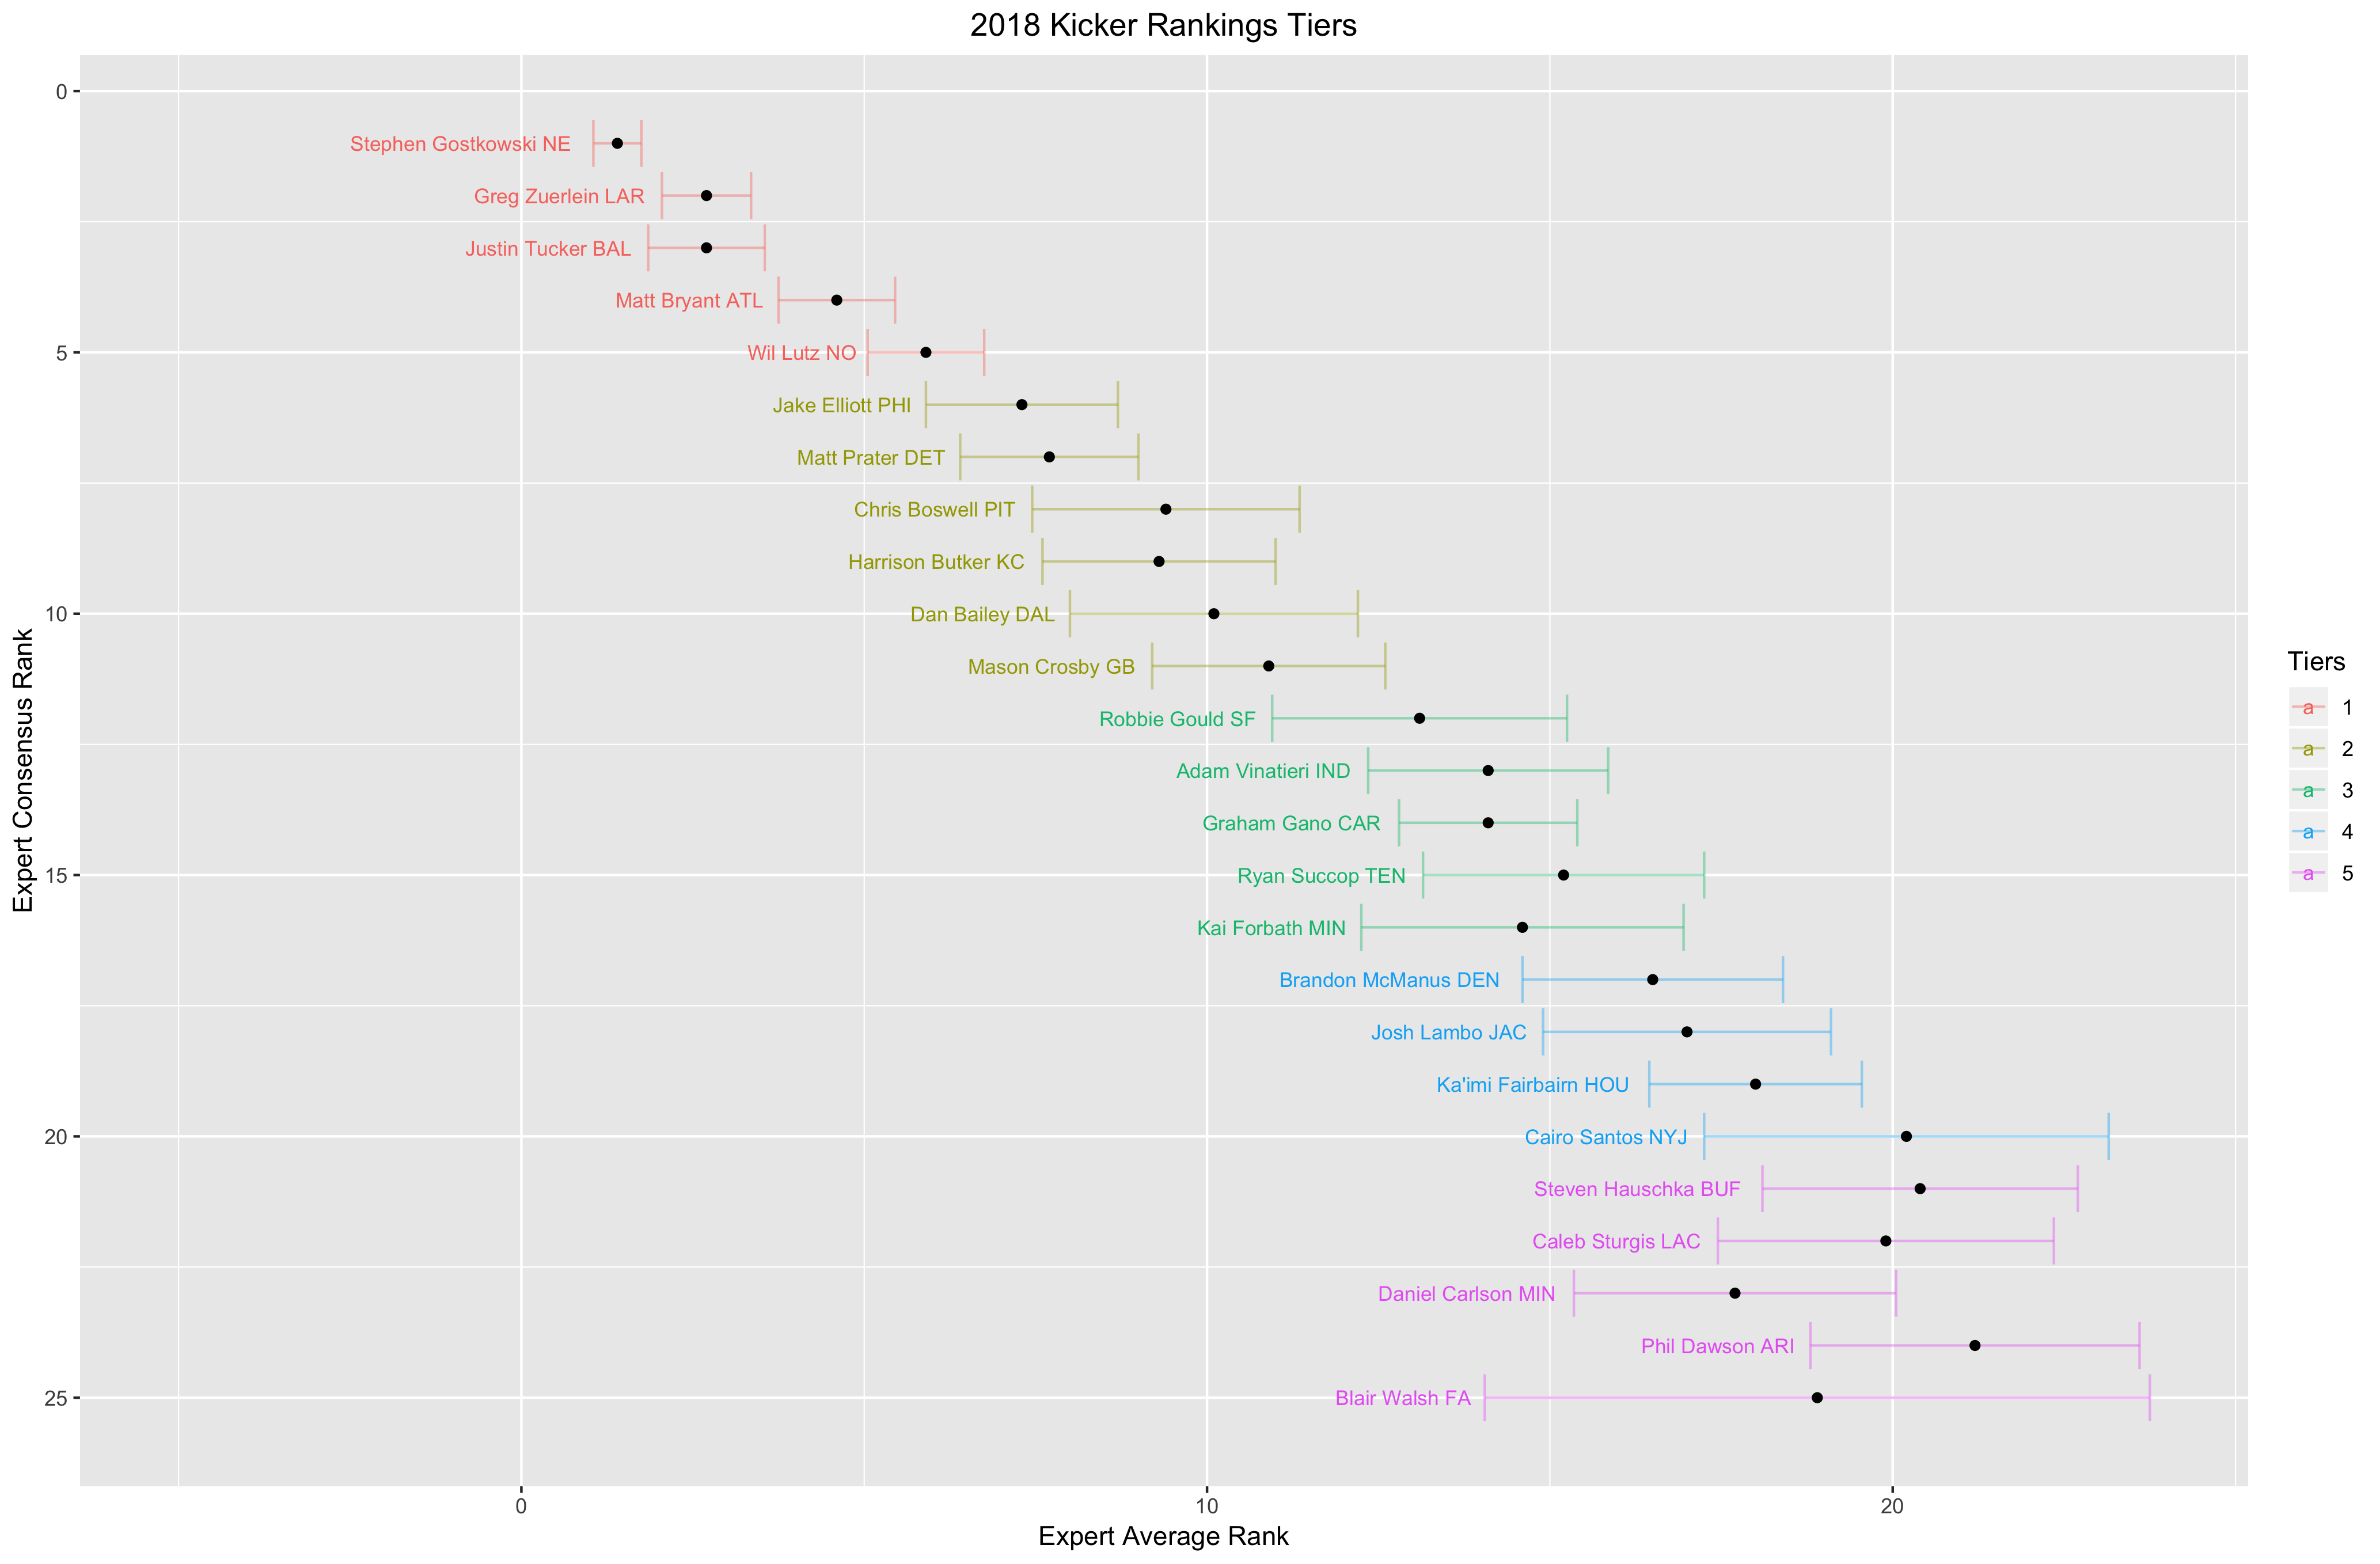 2018 Kicker Rankings Tiers
0
Stephen Gostkowski NE
Greg Zuerlein LAR
Justin Tucker BAL
Matt Bryant ATL
5
Wil Lutz NO
Jake Elliott PHI
Matt Prater DET
Chris Boswell PIT
Harrison Butker KC
10
Dan Bailey DAL
Mason Crosby GB
Robbie Gould SF
Adam Vinatieri IND
Graham Gano CAR
15
Ryan Succop TEN
Kai Forbath MIN
Brandon McManus DEN
Josh Lambo JAC
Ka'imi Fairbairn HOU
20
Cairo Santos NYJ
Steven Hauschka BUF
Caleb Sturgis LAC
Daniel Carlson MIN
Phil Dawson ARI
25
Blair Walsh FA
Expert Consensus Rank
0
10
20
Expert Average Rank
Tiers
a 1
a 2
a 3
a 4
a 5